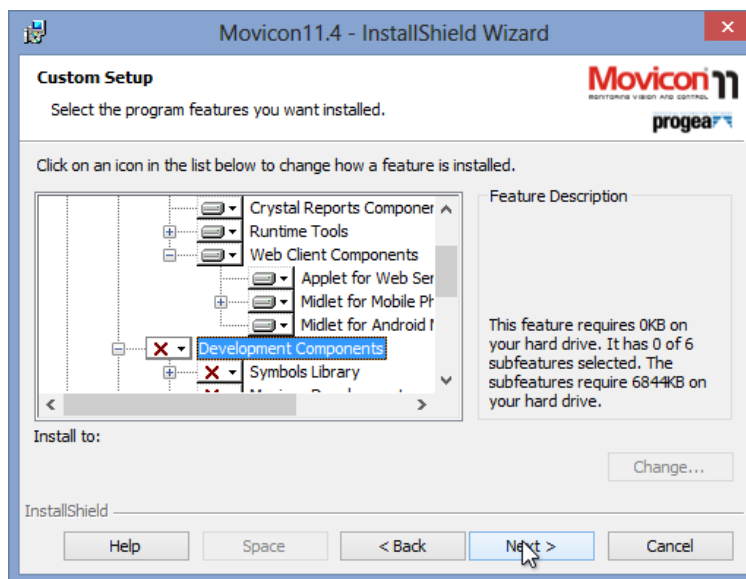 Movicon11.4 - InstallShield Wizard
Custom Setup
Select the program features you want installed.
Movicon 11
MONITORING VISION AND CONTROL
progea
Click on an icon in the list below to change how a feature is installed.
Crystal Reports Componer
Runtime Tools
Web Client Components
Applet for Web Ser
Midlet for Mobile Ph
Midlet for Android
Development Components
Symbols Library
Feature Description
This feature requires 0KB on
your hard drive. It has 0 of 6
subfeatures selected. The
subfeatures require 6844KB on
your hard drive.
Install to:
Change...
InstallShield
Help
Space
< Back
Next >
Cancel